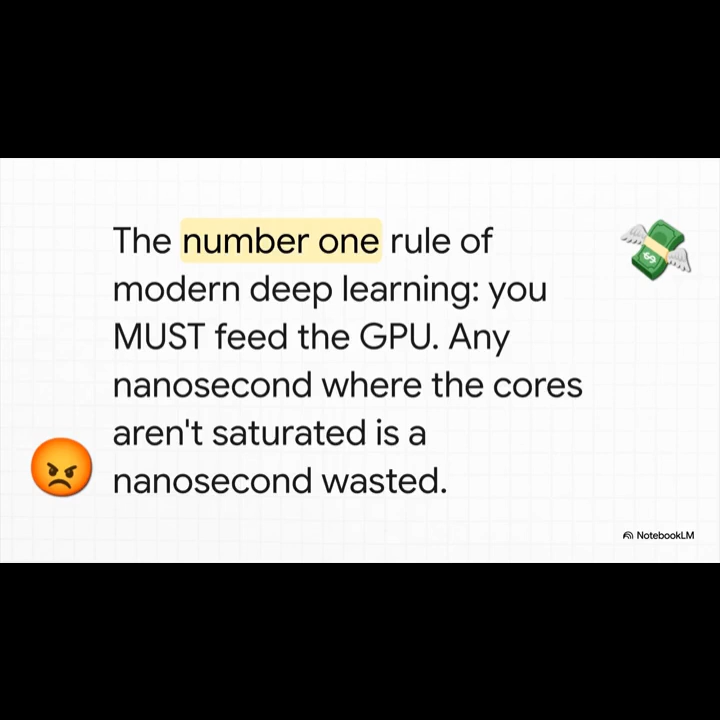 The number one rule of
modern deep learning: you
MUST feed the GPU. Any
nanosecond where the cores
aren't saturated is a
nanosecond wasted.
NotebookLM